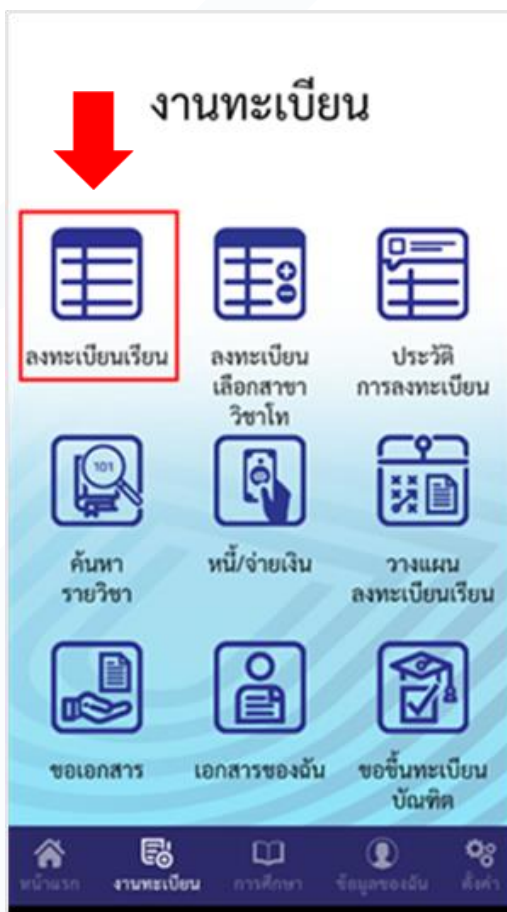 งานทะเบียน
ลงทะเบียนเรียน
ลงทะเบียน
เลือกสาขา
วิชาโท
ประวัติ
การลงทะเบียน
101
ค้นหา
รายวิชา
หนี้/จ่ายเงิน
วางแผน
ลงทะเบียนเรียน
ขอเอกสาร
เอกสารของฉัน
ขอขึ้นทะเบียน
บัณฑิต
หน้าแรก
งานทะเบียน
การศึกษา
ข้อมูลของฉัน
ตั้งค่า